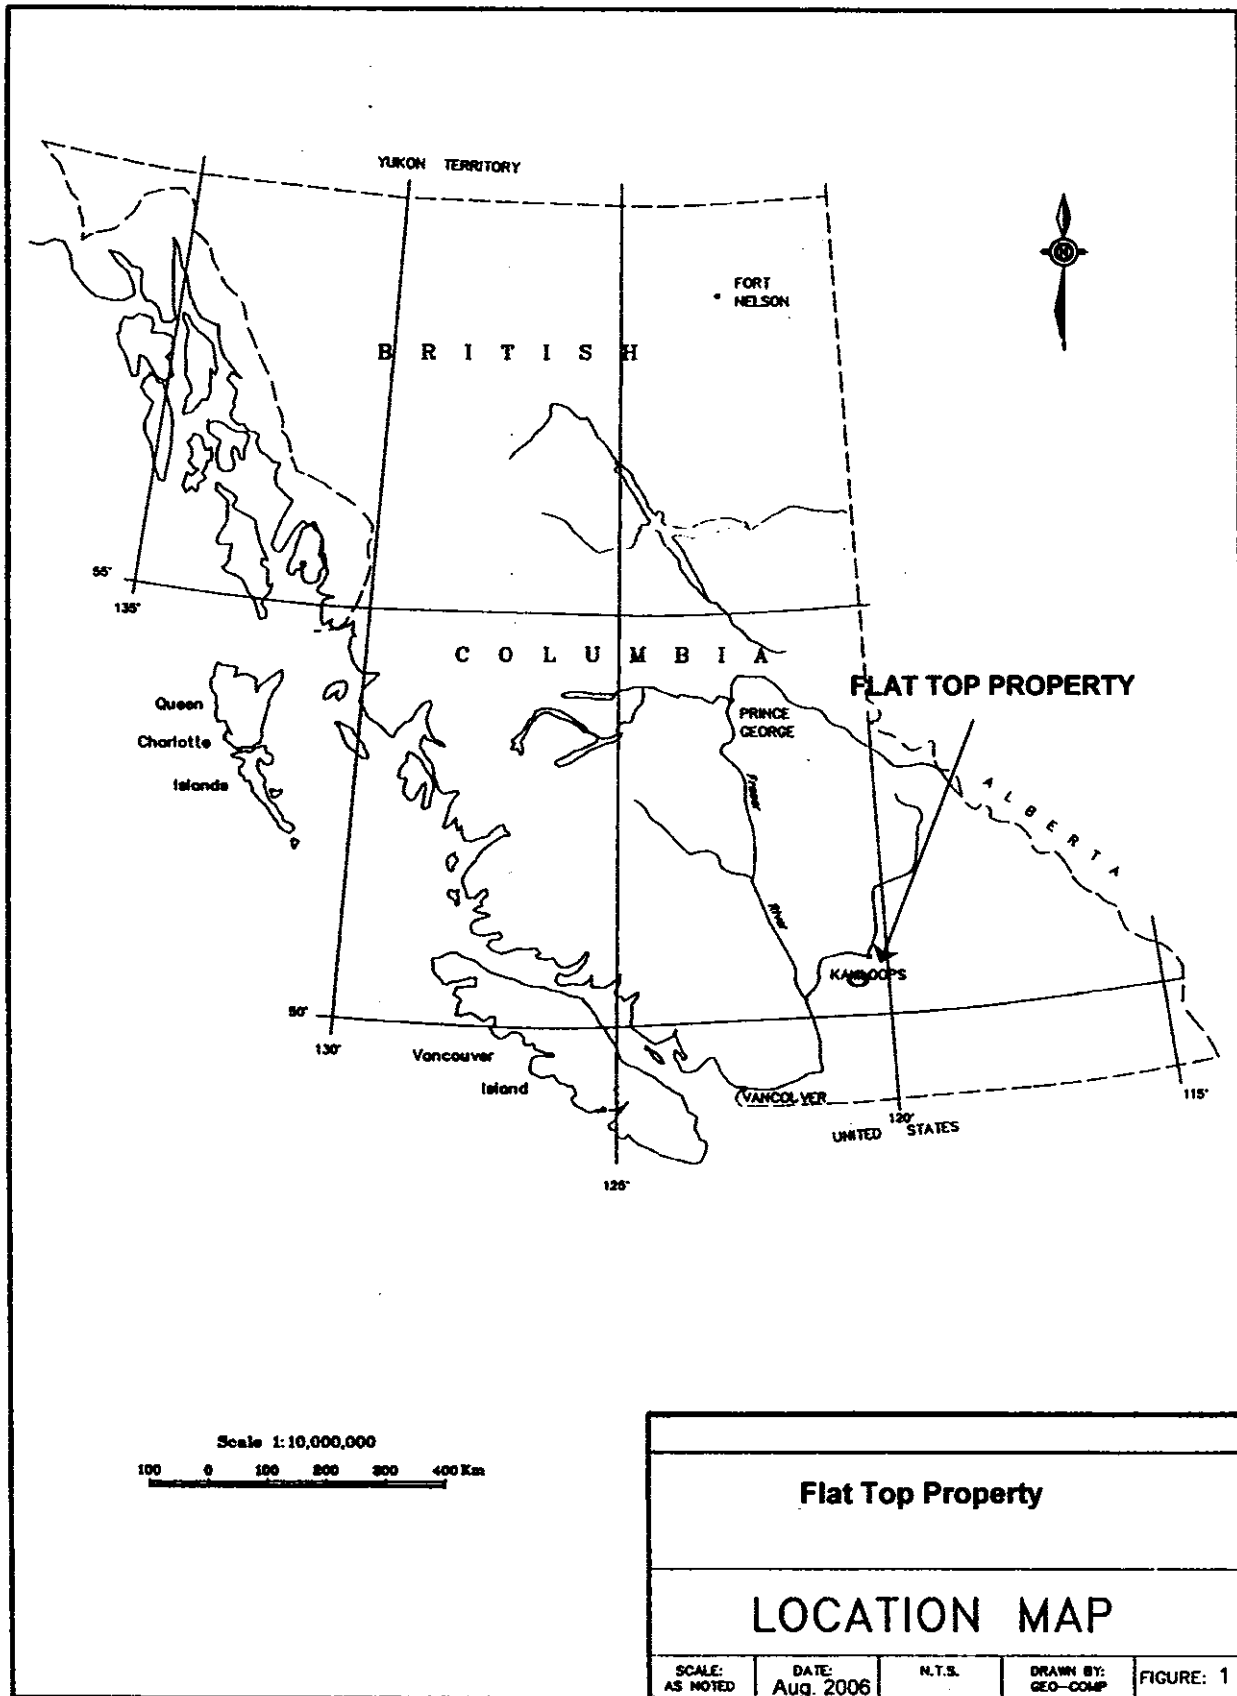 YUKON TERRITORY
N
FORT
NELSON
BRITISH
55°
135°
COLUMBIA
FLAT TOP PROPERTY
Queen
Charlotte
Islands
PRINCE
GEORGE
Fraser
River
ALBERTA
KAMLOOPS
50°
130°
Vancouver
Island
VANCOUVER
120°
115°
UNITED STATES
125°
Scale 1:10,000,000
100 0 100 200 300 400 Km
Flat Top Property
LOCATION MAP
SCALE:
AS NOTED
DATE:
Aug. 2006
N.T.S.
DRAWN BY:
GEO-COMP
FIGURE: 1